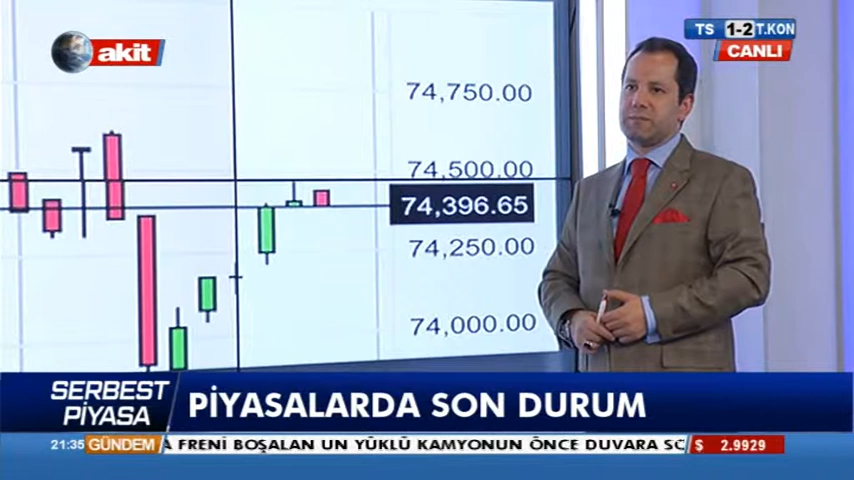 akit
TS 1-2 T.KON
CANLI
74,750.00
74,500.00
74,396.65
74,250.00
74,000.00
SERBEST
PİYASA
PİYASALARDA SON DURUM
21:35 GÜNDEM A FRENİ BOŞALAN UN YÜKLÜ KAMYONUN ÖNCE DUVARA $ 2.9929